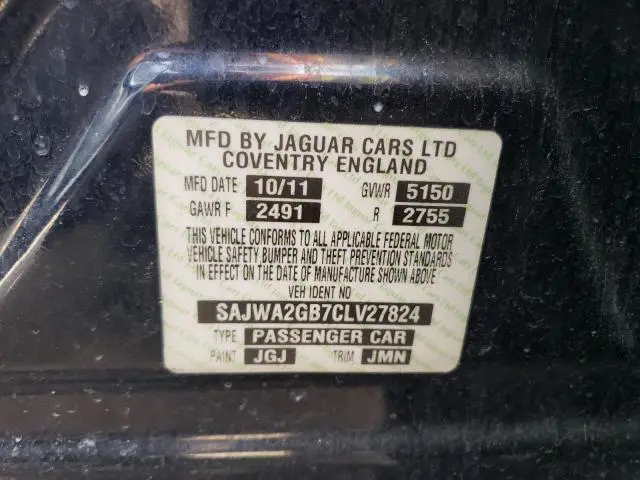 MFD BY JAGUAR CARS LTD
COVENTRY ENGLAND
MFD DATE 10/11 GVWR 5150
GAWR F 2491 R 2755
THIS VEHICLE CONFORMS TO ALL APPLICABLE FEDERAL MOTOR
VEHICLE SAFETY BUMPER AND THEFT PREVENTION STANDARDS
IN EFFECT ON THE DATE OF MANUFACTURE SHOWN ABOVE
VEH IDENT NO
SAJWA2GB7CLV27824
TYPE PASSENGER CAR
PAINT JGJ TRIM JMN